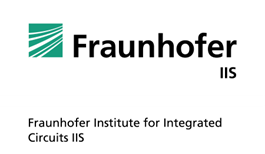 Fraunhofer
IIS
Fraunhofer Institute for Integrated
Circuits IIS